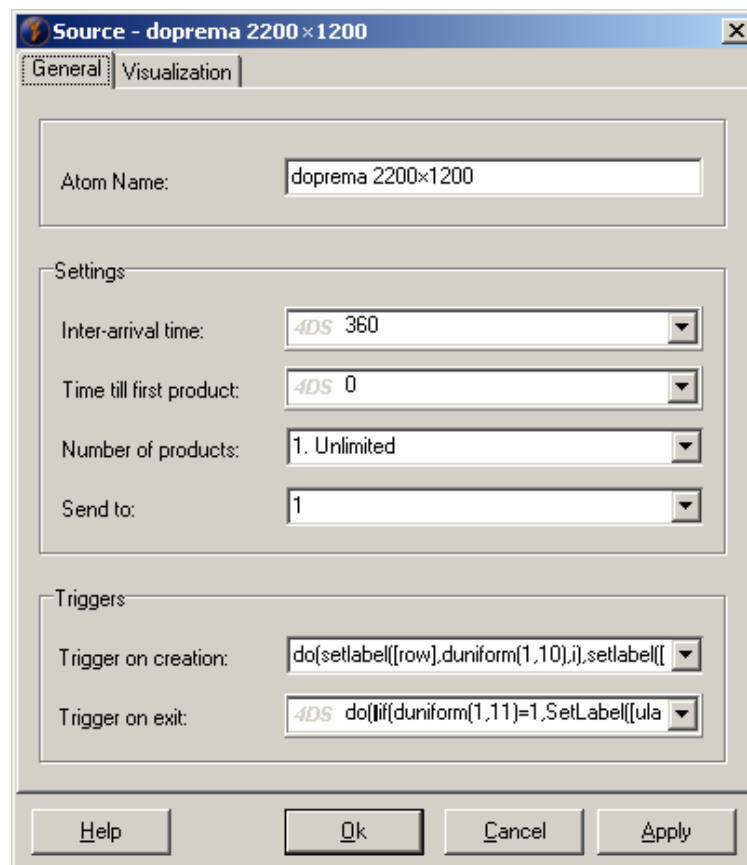 Source - doprema 2200×1200
General Visualization
Atom Name: doprema 2200×1200
Settings
Inter-arrival time: 4DS 360
Time till first product: 4DS 0
Number of products: 1. Unlimited
Send to: 1
Triggers
Trigger on creation: do(setlabel([row],duniform(1,10),i),setlabel([
Trigger on exit: 4DS do(Iif(duniform(1,11)=1,SetLabel([ula
Help Ok Cancel Apply